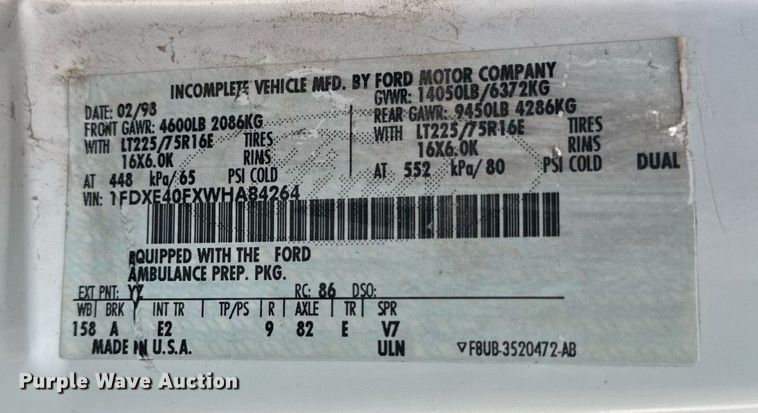 INCOMPLETE VEHICLE MFD. BY FORD MOTOR COMPANY
DATE: 02/98 GVWR: 14050LB/6372KG
FRONT GAWR: 4600LB 2086KG REAR GAWR: 9450LB 4286KG
WITH LT225/75R16E TIRES WITH LT225/75R16E TIRES
16X6.0K RIMS 16X6.0K RIMS
AT 448 kPa/65 PSI COLD AT 552 kPa/80 PSI COLD DUAL
VIN: 1FDXE40FXWHA84264
EQUIPPED WITH THE FORD
AMBULANCE PREP. PKG.
EXT PNT: YZ RC: 86 DSO:
WB BRK INT TR TP/PS R AXLE TR SPR
158 A E2 9 82 E V7
MADE IN U.S.A. ULN ▽F8UB-3520472-AB
Purple Wave Auction